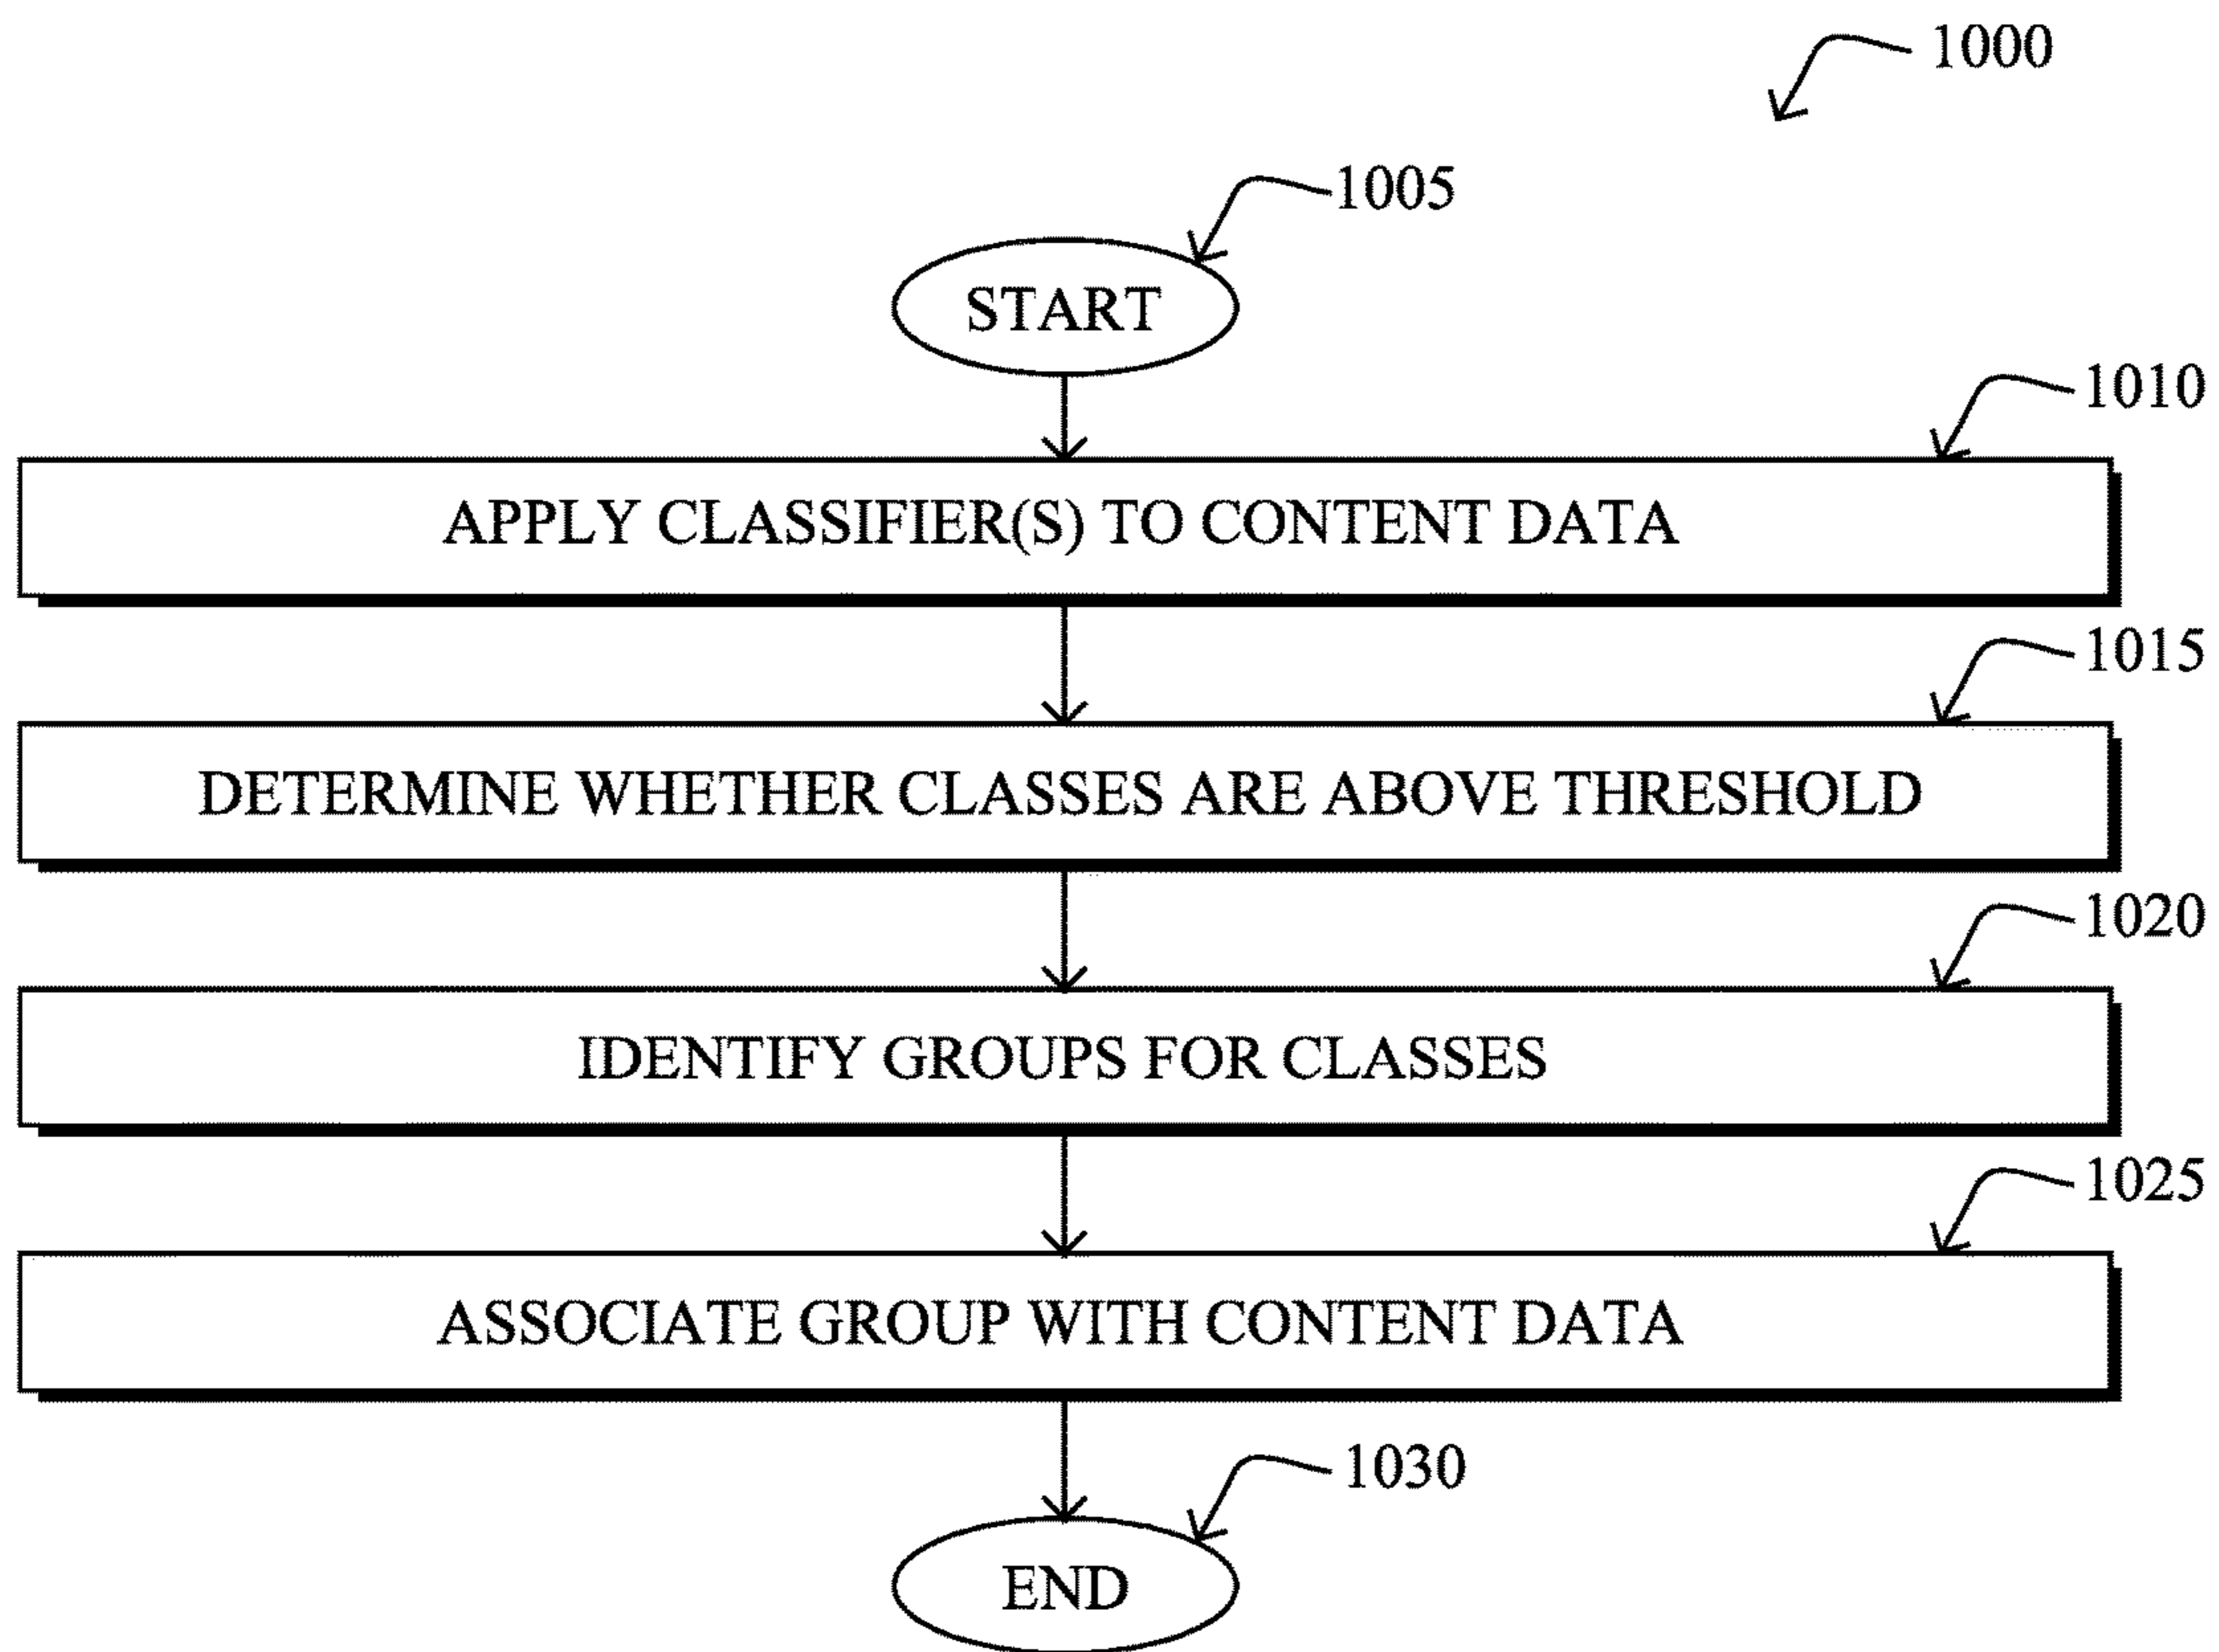 1000
1005
START
1010
APPLY CLASSIFIER(S) TO CONTENT DATA
1015
DETERMINE WHETHER CLASSES ARE ABOVE THRESHOLD
1020
IDENTIFY GROUPS FOR CLASSES
1025
ASSOCIATE GROUP WITH CONTENT DATA
1030
END